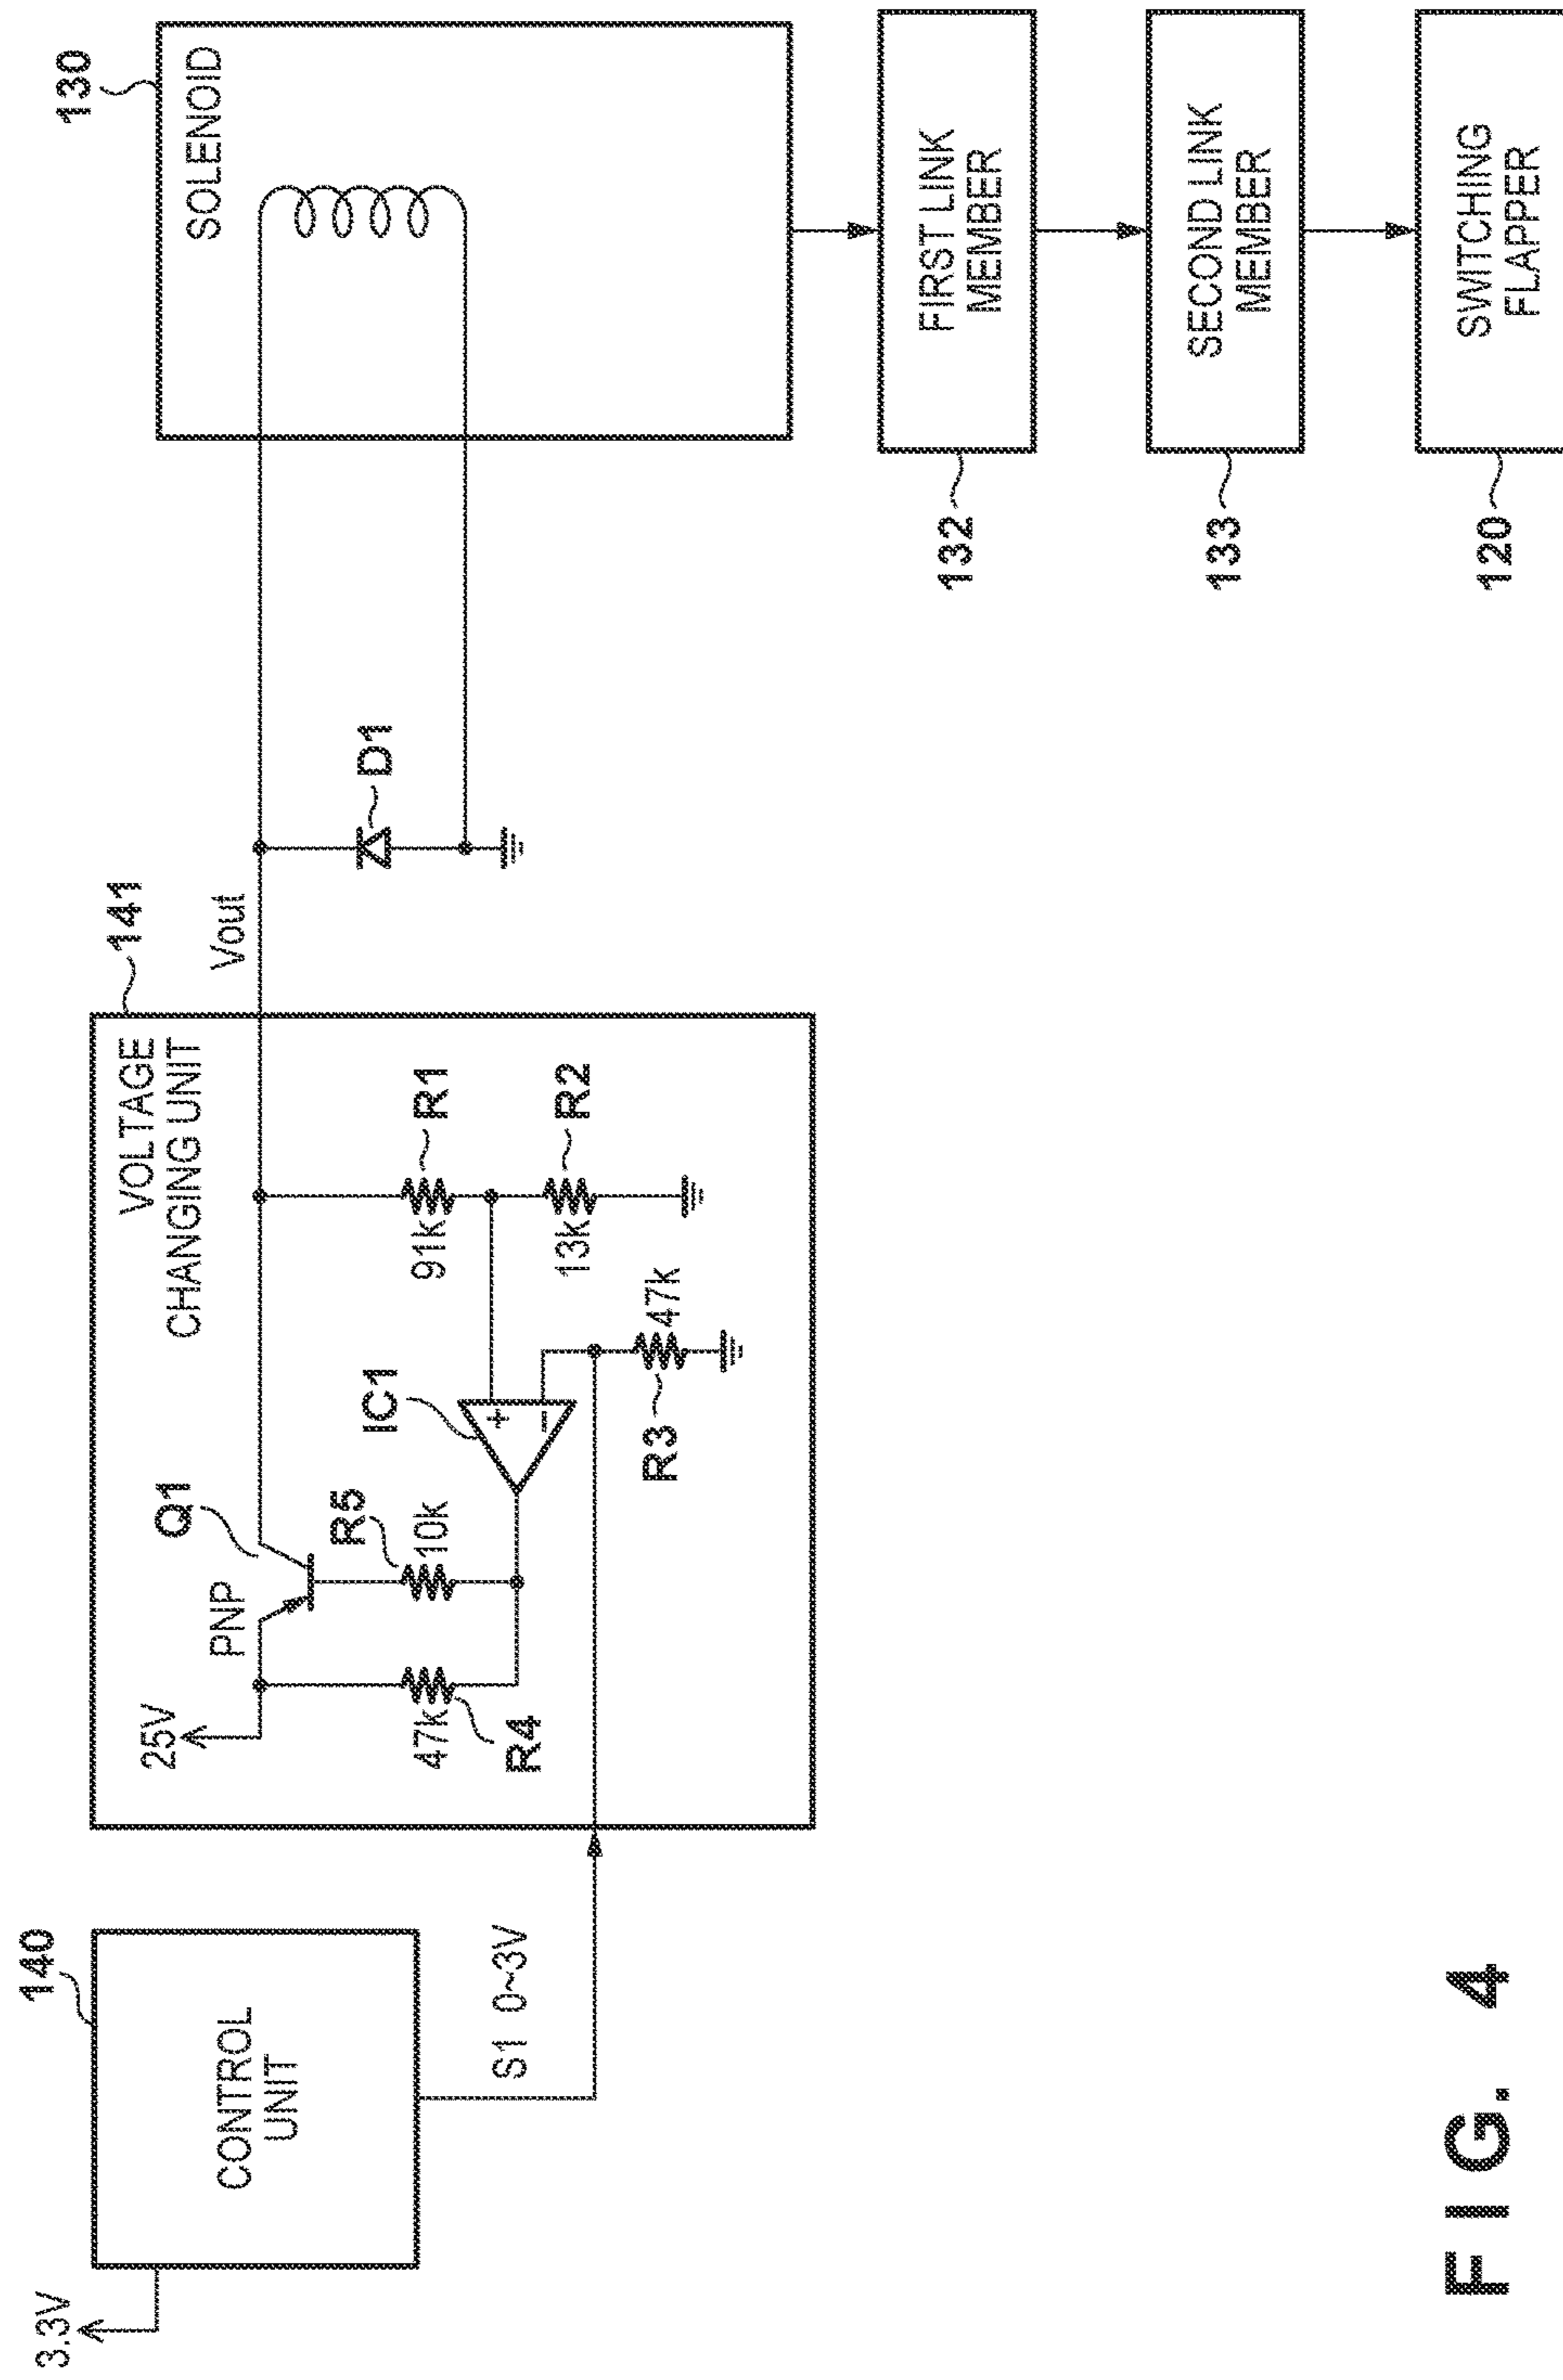 3.3V
140
CONTROL
UNIT
S1 0~3V
141
VOLTAGE
CHANGING UNIT
25V
PNP
Q1
47k
R4
R5
10k
IC1
+
−
R3
47k
91k
R1
13k
R2
Vout
D1
130
SOLENOID
132
FIRST LINK
MEMBER
133
SECOND LINK
MEMBER
120
SWITCHING
FLAPPER
FIG. 4